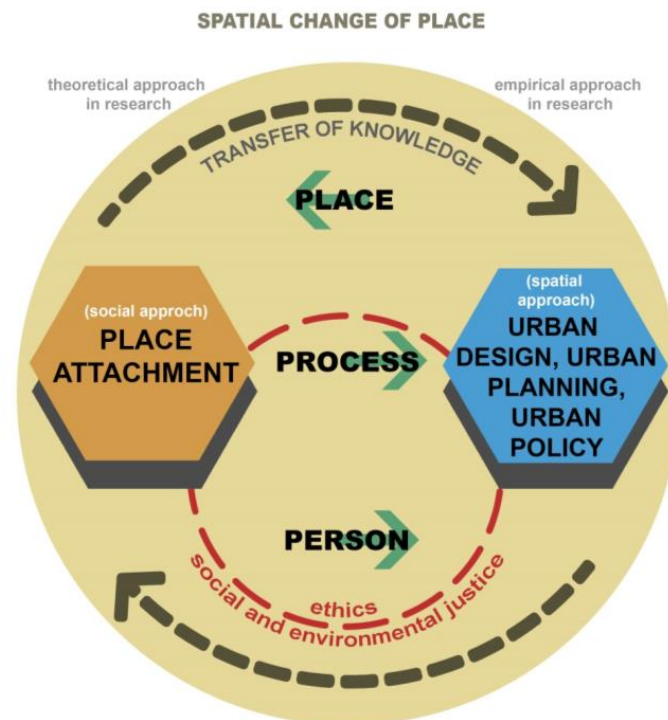 SPATIAL CHANGE OF PLACE
theoretical approach
in research
empirical approach
in research
TRANSFER OF KNOWLEDGE
PLACE
(social approch)
PLACE
ATTACHMENT
PROCESS
(spatial
approach)
URBAN
DESIGN, URBAN
PLANNING,
URBAN
POLICY
PERSON
ethics
social and environmental justice